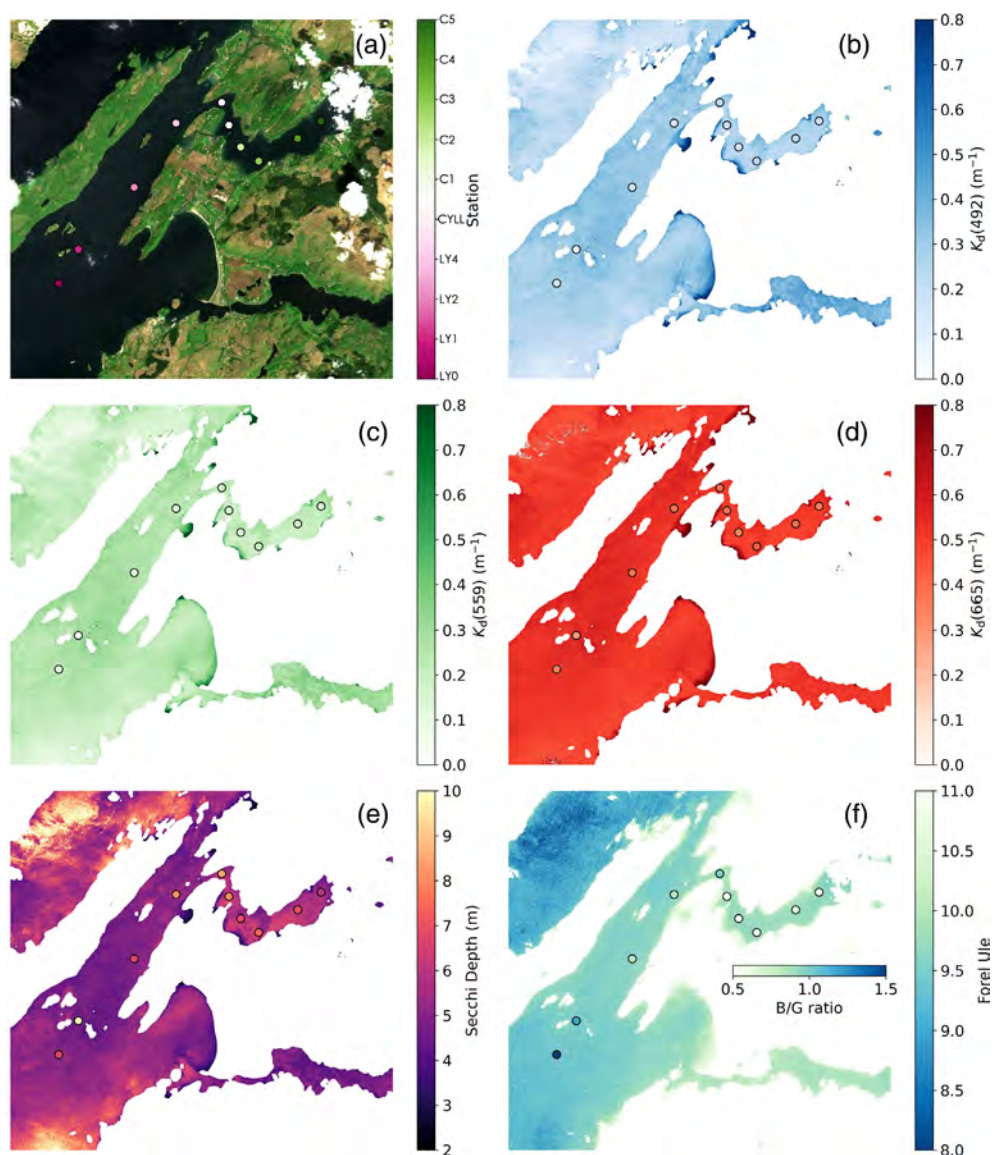 (a)
C5
C4
C3
C2
C1
CYLL
LY4
LY2
LY1
LY0
Station
(b)
0.8
0.7
0.6
0.5
0.4
0.3
0.2
0.1
0.0
Kd(492) (m−1)
(c)
0.8
0.7
0.6
0.5
0.4
0.3
0.2
0.1
0.0
Kd(559) (m−1)
(d)
0.8
0.7
0.6
0.5
0.4
0.3
0.2
0.1
0.0
Kd(665) (m−1)
(e)
10
9
8
7
6
5
4
3
2
Secchi Depth (m)
(f)
0.5 1.0 1.5
B/G ratio
11.0
10.5
10.0
9.5
9.0
8.5
8.0
Forel Ule